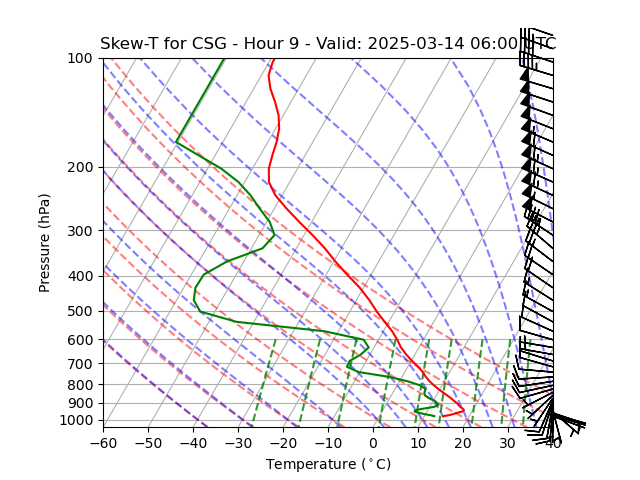 Skew-T for CSG - Hour 9 - Valid: 2025-03-14 06:00 UTC
100
200
300
400
500
600
700
800
900
1000
Pressure (hPa)
−60 −50 −40 −30 −20 −10 0 10 20 30 40
Temperature (°C)